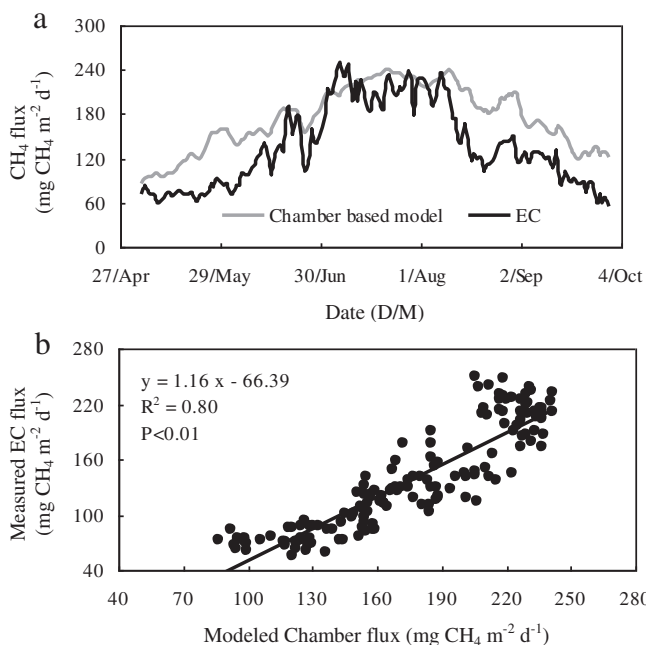 a
CH₄ flux
(mg CH₄ m⁻² d⁻¹)
300
240
180
120
60
0
Chamber based model
EC
27/Apr 29/May 30/Jun 1/Aug 2/Sep 4/Oct
Date (D/M)
b
Measured EC flux
(mg CH₄ m⁻² d⁻¹)
280
220
160
100
40
y = 1.16 x - 66.39
R² = 0.80
P<0.01
40 70 100 130 160 190 220 250
Modeled Chamber flux (mg CH₄ m⁻² d⁻¹)